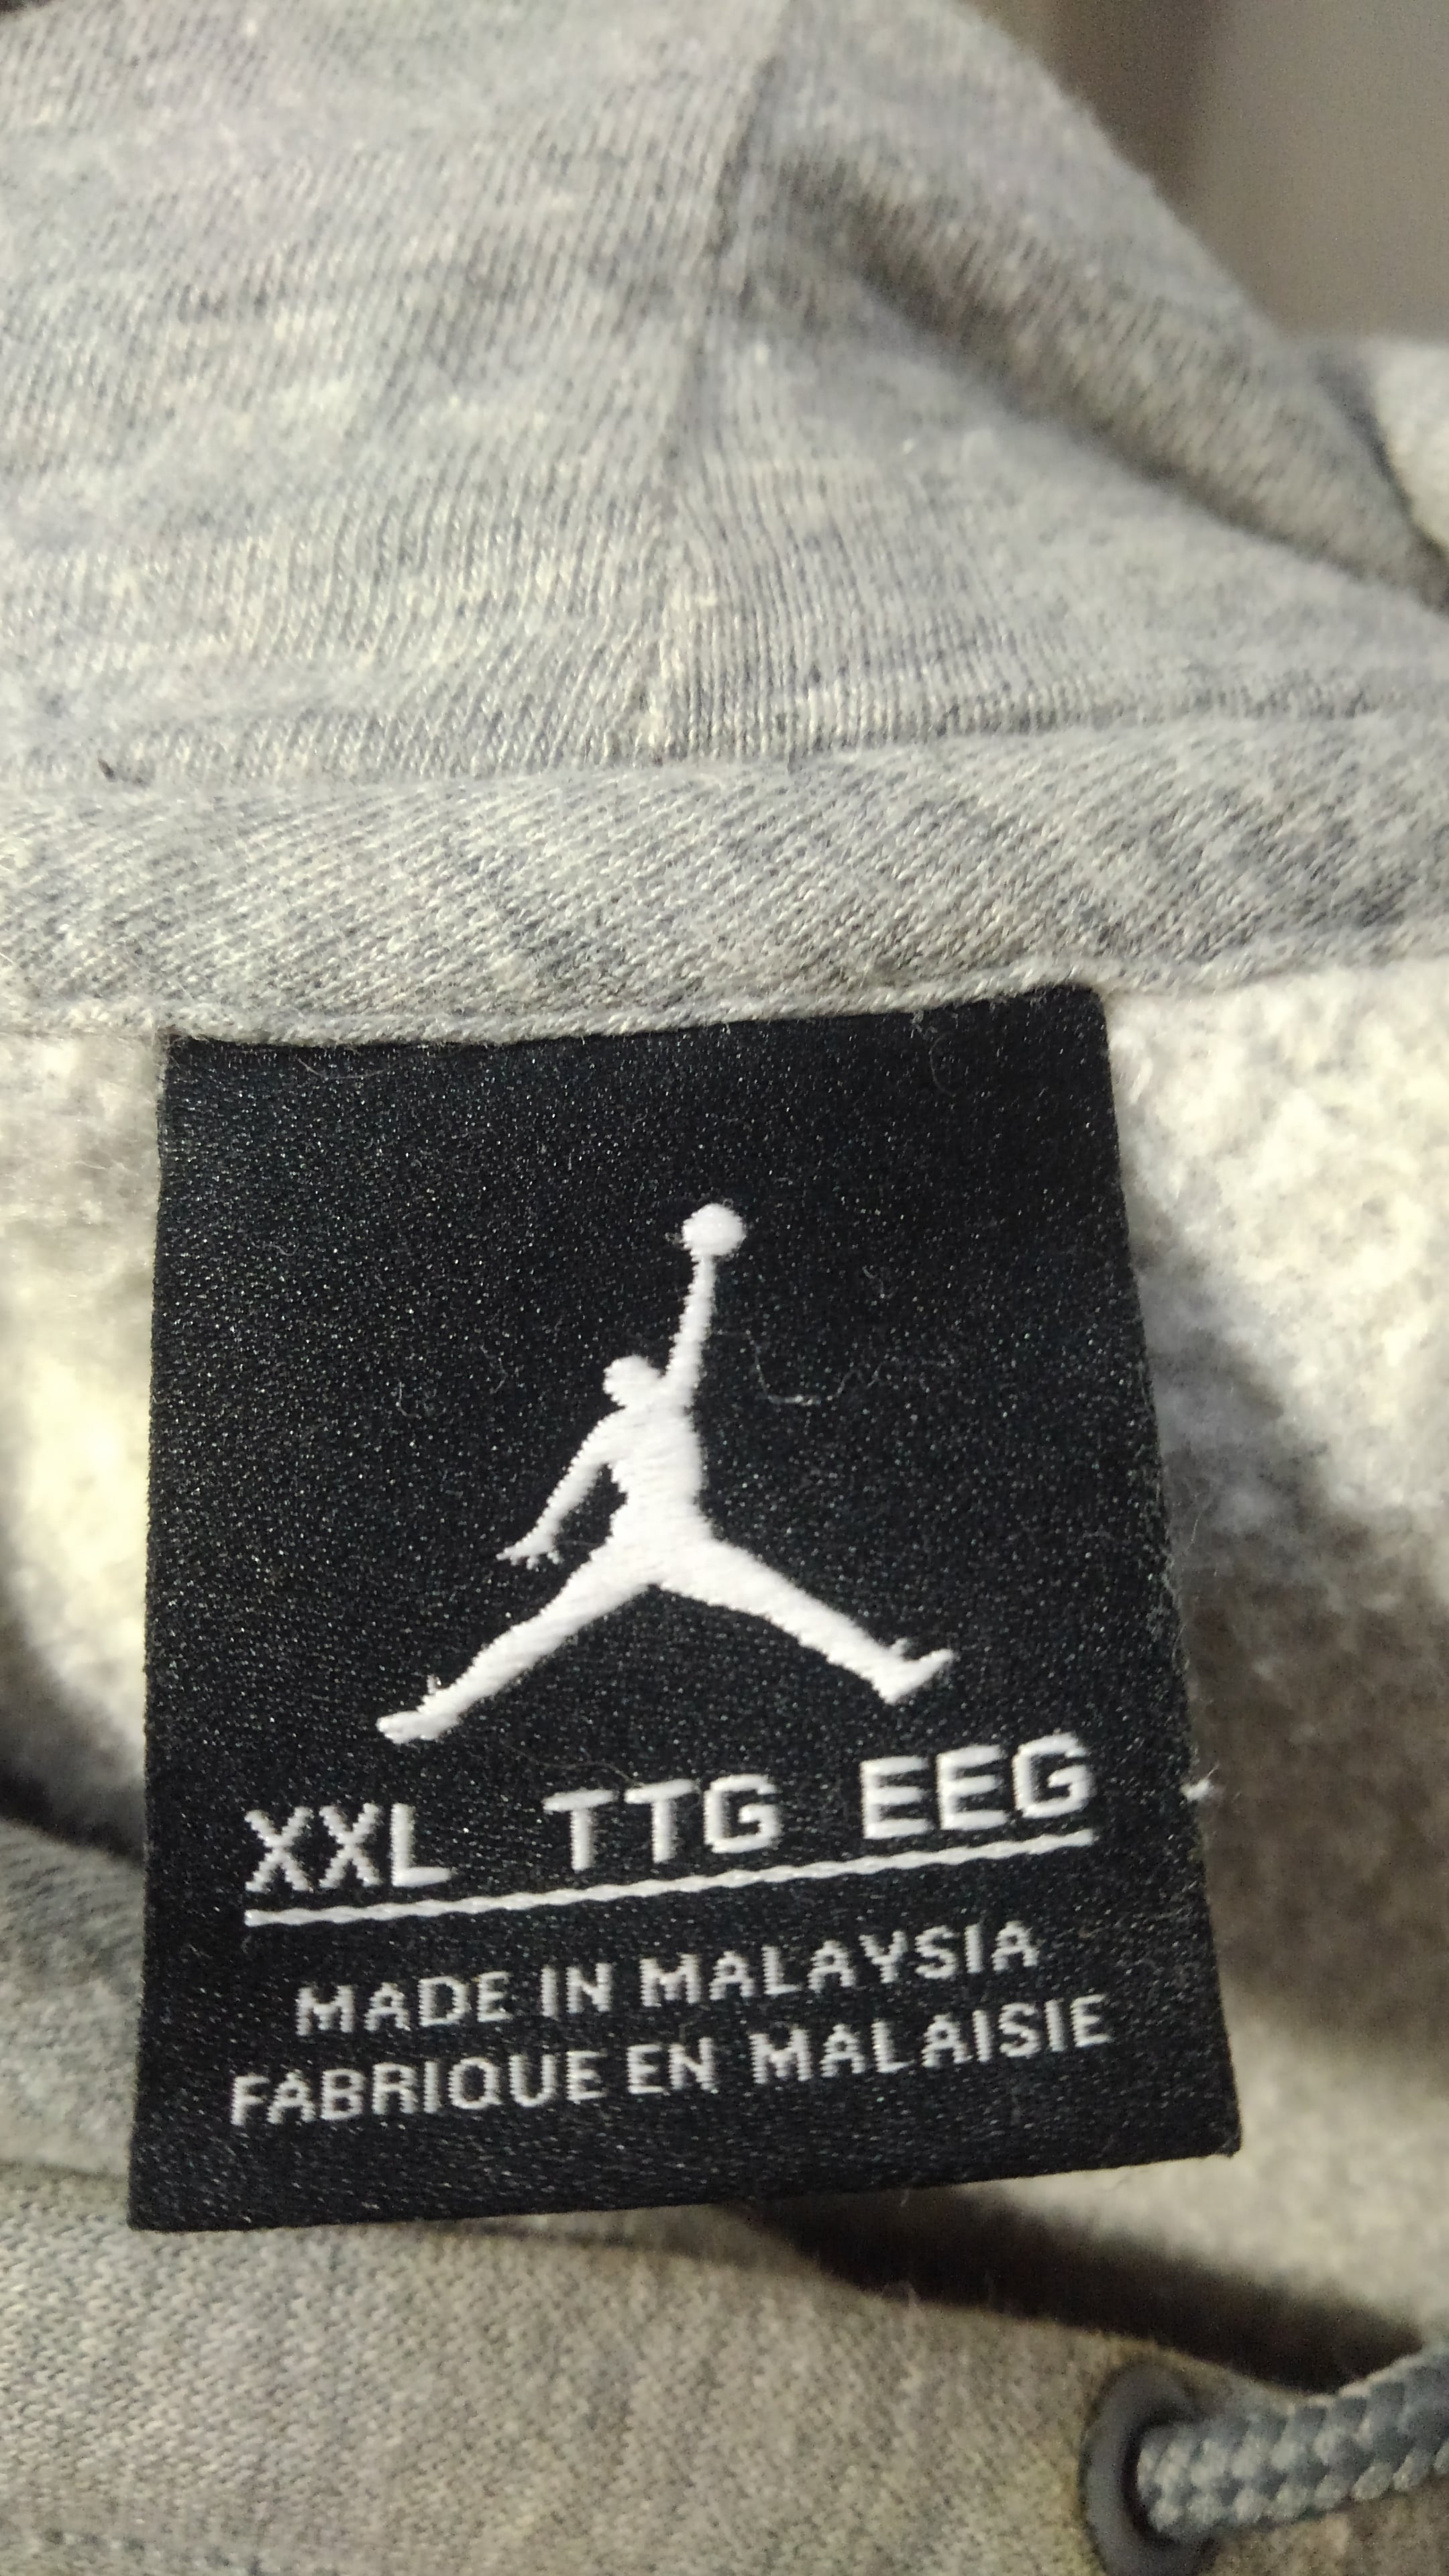 XXL TTG EEG
MADE IN MALAYSIA
FABRIQUE EN MALAISIE